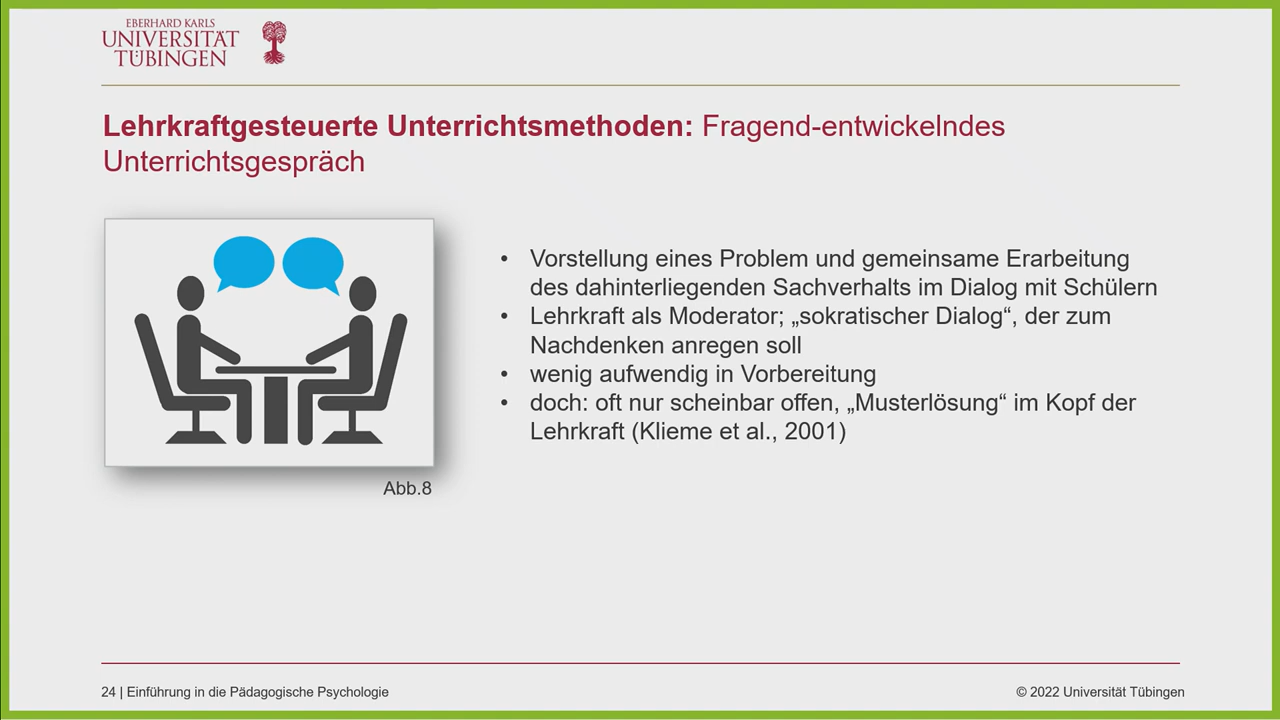 EBERHARD KARLS
UNIVERSITÄT
TÜBINGEN
Lehrkraftgesteuerte Unterrichtsmethoden: Fragend-entwickelndes
Unterrichtsgespräch
• Vorstellung eines Problem und gemeinsame Erarbeitung
des dahinterliegenden Sachverhalts im Dialog mit Schülern
• Lehrkraft als Moderator; „sokratischer Dialog“, der zum
Nachdenken anregen soll
• wenig aufwendig in Vorbereitung
• doch: oft nur scheinbar offen, „Musterlösung“ im Kopf der
Lehrkraft (Klieme et al., 2001)
Abb.8
24 | Einführung in die Pädagogische Psychologie
© 2022 Universität Tübingen